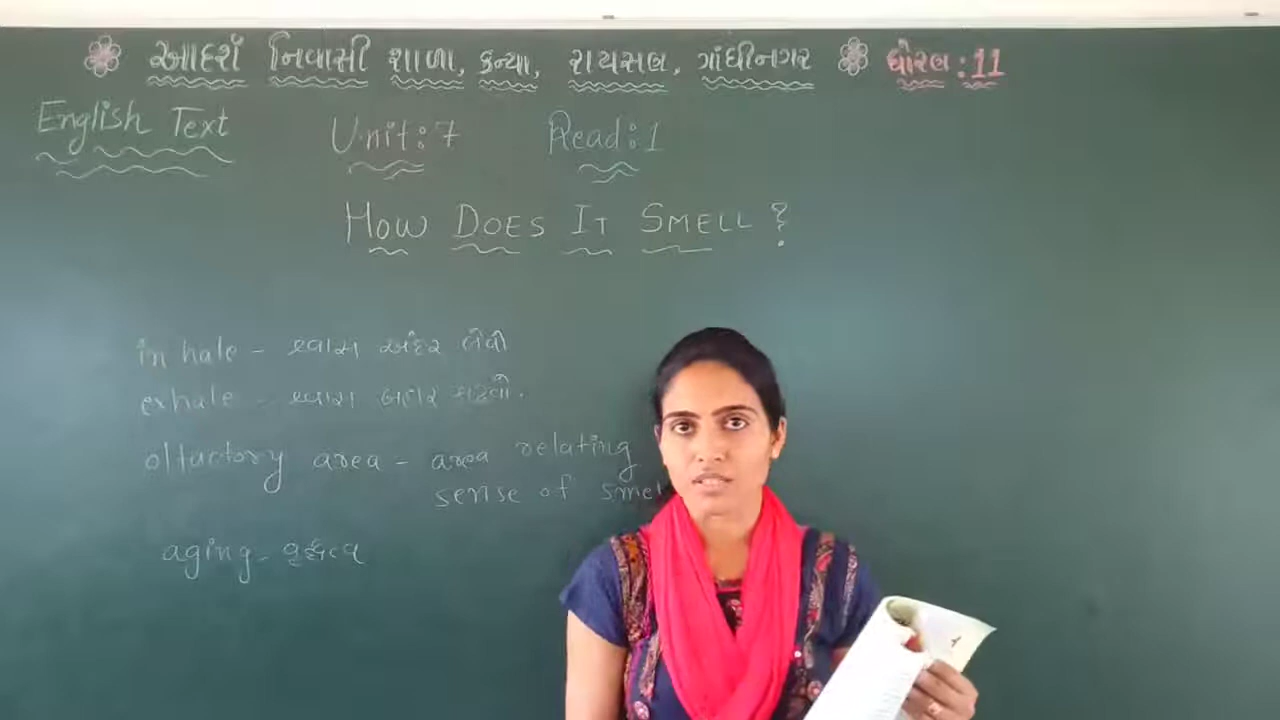 આદર્શ નિવાસી શાળા, કન્યા, રાયસણ, ગાંધીનગર ધોરણ : 11
English Text Unit : 7 Read : 1
HOW DOES IT SMELL ?
inhale - શ્વાસ અંદર લેવો
exhale - શ્વાસ બહાર કાઢવો.
olfactory area - area relating
sense of smel
aging - વૃદ્ધત્વ